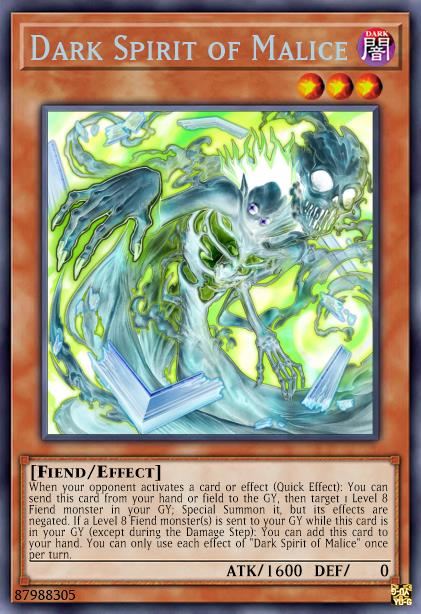 Dark Spirit of Malice
DARK
闇
[Fiend/Effect]
When your opponent activates a card or effect (Quick Effect): You can
send this card from your hand or field to the GY, then target 1 Level 8
Fiend monster in your GY; Special Summon it, but its effects are
negated. If a Level 8 Fiend monster(s) is sent to your GY while this card is
in your GY (except during the Damage Step): You can add this card to
your hand. You can only use each effect of "Dark Spirit of Malice" once
per turn.
ATK/1600 DEF/ 0
87988305